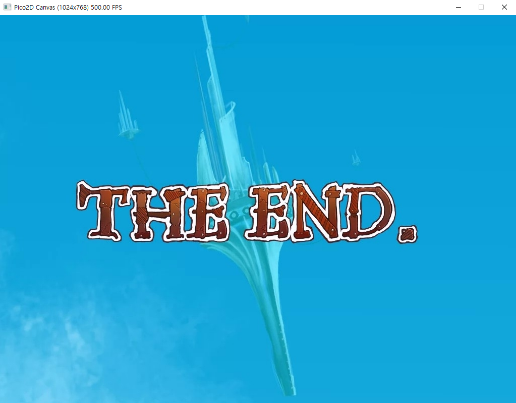 Pico2D Canvas (1024x768) 500.00 FPS
THE END.